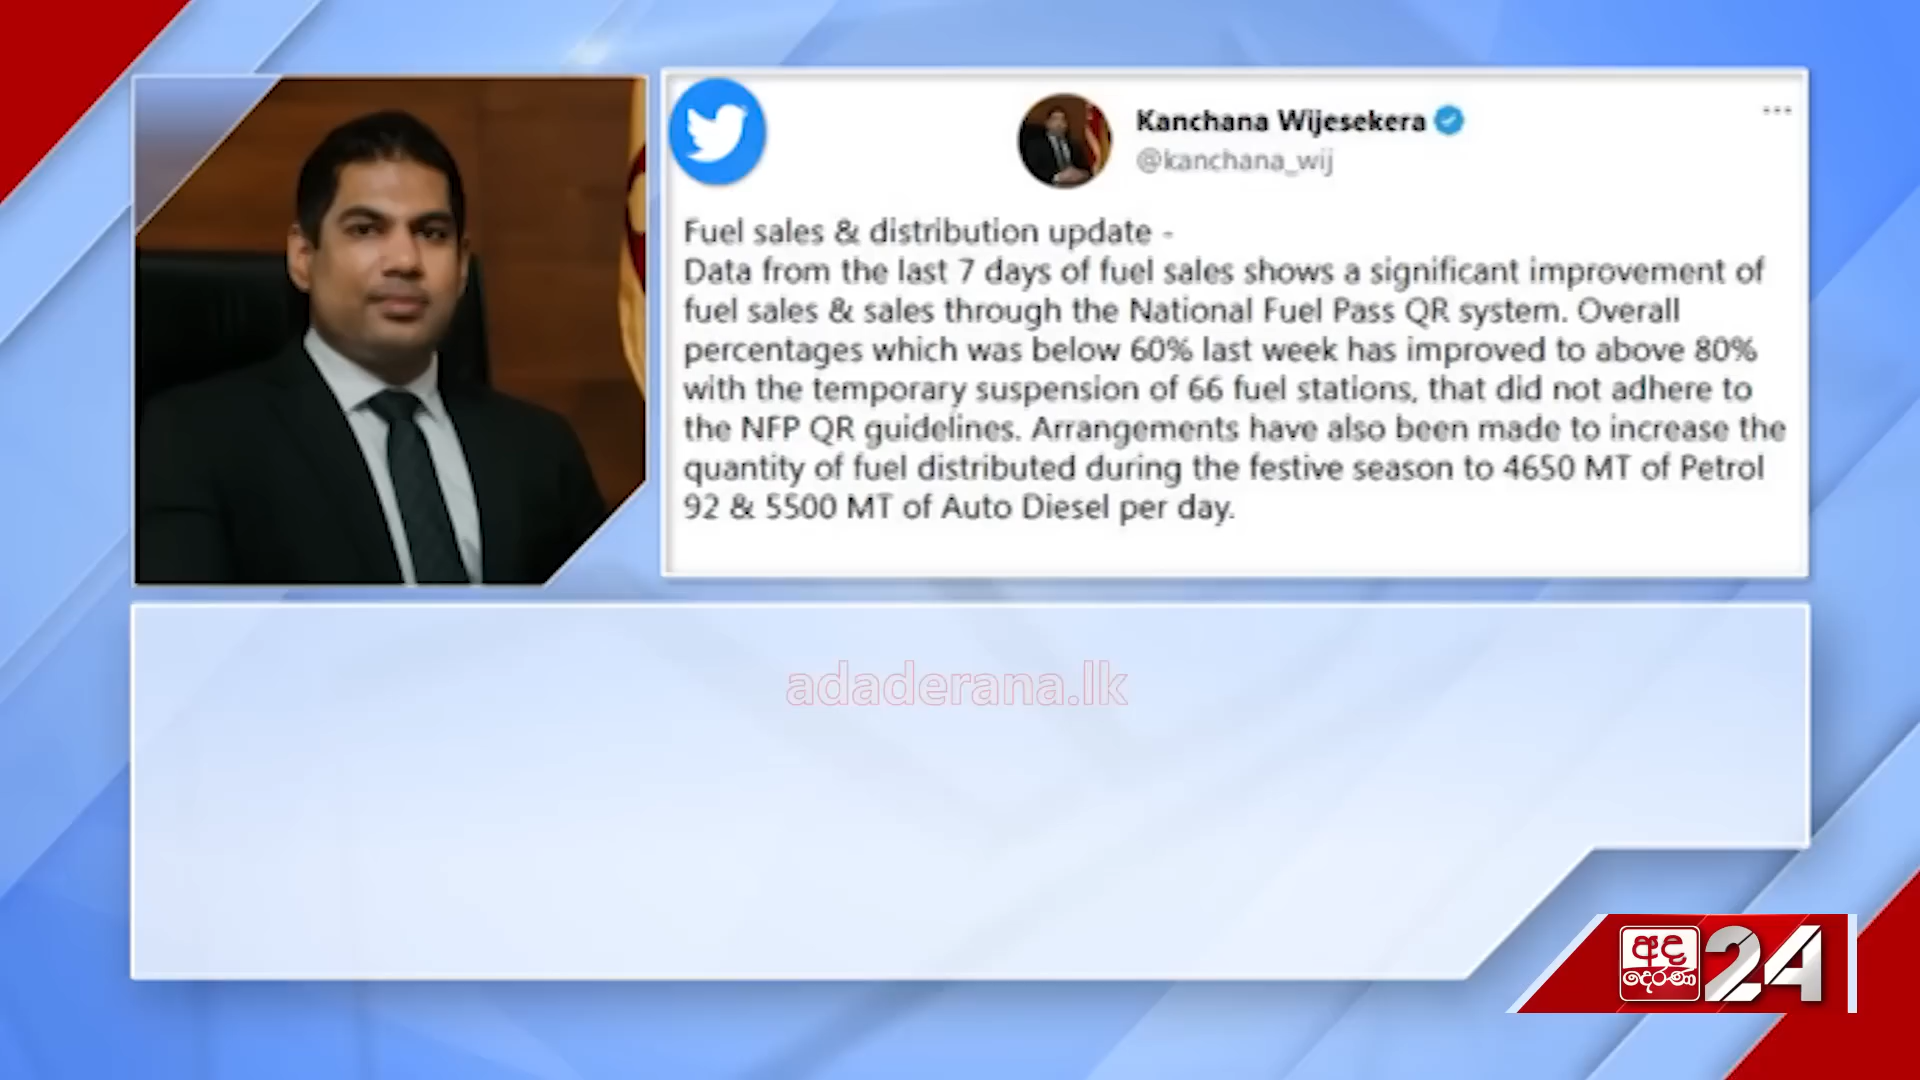 Kanchana Wijesekera
@kanchana_wij
Fuel sales & distribution update -
Data from the last 7 days of fuel sales shows a significant improvement of
fuel sales & sales through the National Fuel Pass QR system. Overall
percentages which was below 60% last week has improved to above 80%
with the temporary suspension of 66 fuel stations, that did not adhere to
the NFP QR guidelines. Arrangements have also been made to increase the
quantity of fuel distributed during the festive season to 4650 MT of Petrol
92 & 5500 MT of Auto Diesel per day.
adaderana.lk
අද
දෙරණ
24